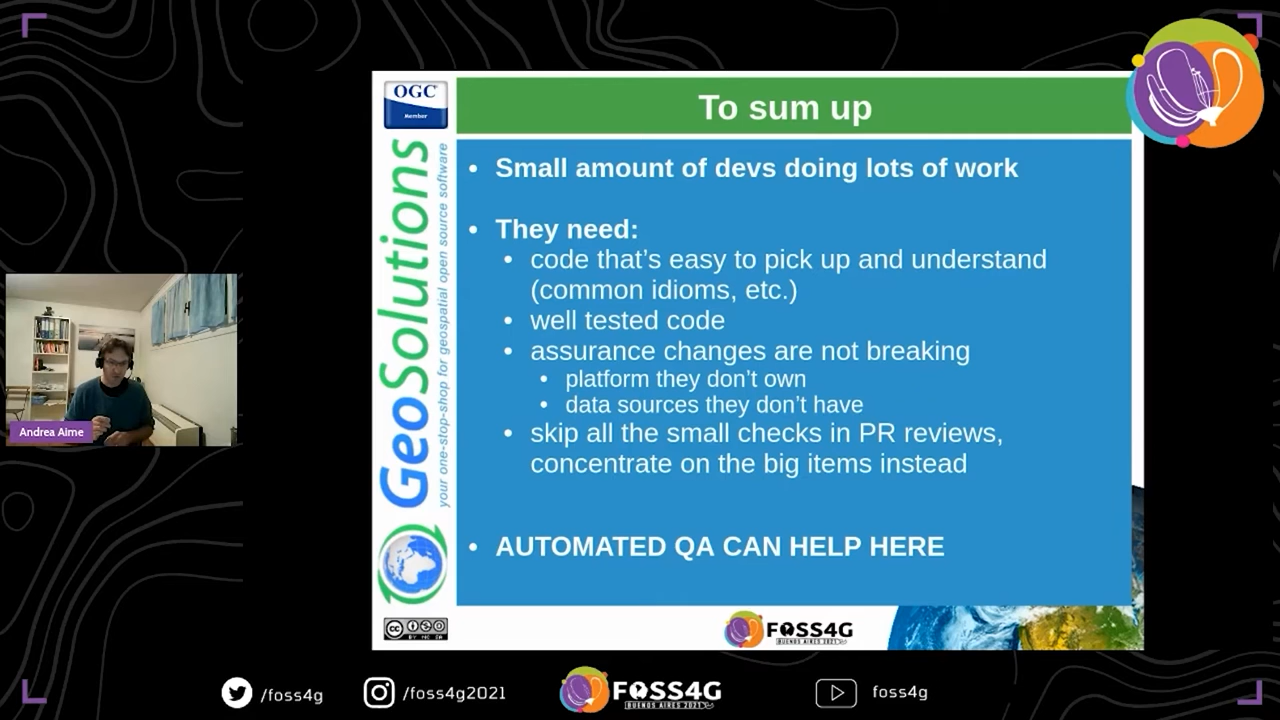 OGC
Member
GeoSolutions
your one-stop-shop for geospatial open source software
To sum up
• Small amount of devs doing lots of work
• They need:
• code that’s easy to pick up and understand
(common idioms, etc.)
• well tested code
• assurance changes are not breaking
• platform they don’t own
• data sources they don’t have
• skip all the small checks in PR reviews,
concentrate on the big items instead
• AUTOMATED QA CAN HELP HERE
Andrea Aime
CC
BY NC SA
FOSS4G
BUENOS AIRES 2021
/foss4g
/foss4g2021
FOSS4G
BUENOS AIRES 2021
foss4g